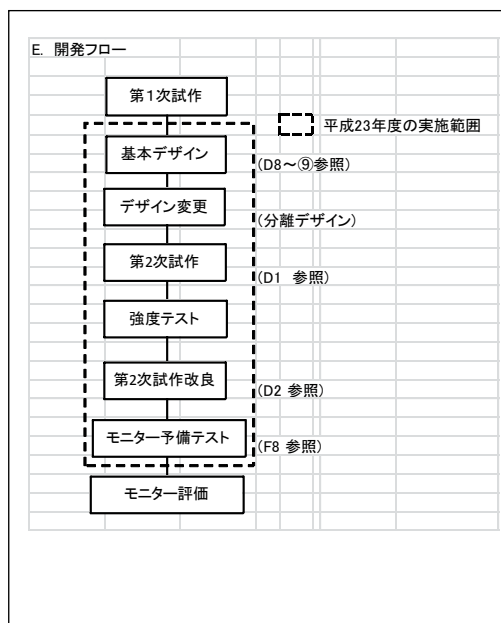 E. 開発フロー
第1次試作
平成23年度の実施範囲
基本デザイン
(D8～⑨参照)
デザイン変更
(分離デザイン)
第2次試作
(D1 参照)
強度テスト
第2次試作改良
(D2 参照)
モニター予備テスト
(F8 参照)
モニター評価